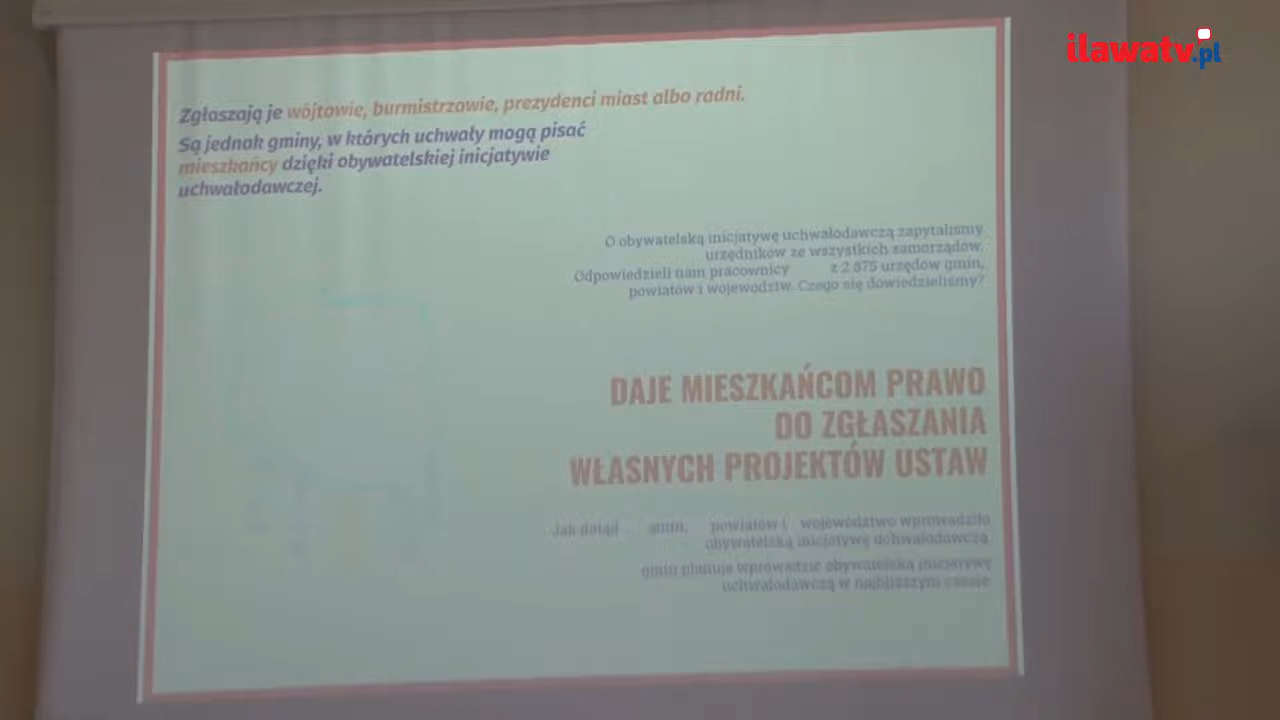 ilawatv.pl
Zgłaszają je wójtowie, burmistrzowie, prezydenci miast albo radni.
Są jednak gminy, w których uchwały mogą pisać
mieszkańcy dzięki obywatelskiej inicjatywie
uchwałodawczej.
O obywatelską inicjatywę uchwałodawczą zapytaliśmy
urzędników ze wszystkich samorządów.
Odpowiedzieli nam pracownicy z 2 875 urzędów gmin,
powiatów i województw. Czego się dowiedzieliśmy?
DAJE MIESZKAŃCOM PRAWO
DO ZGŁASZANIA
WŁASNYCH PROJEKTÓW USTAW
Jak dotąd gmin, powiatów i województwo wprowadziło
obywatelską inicjatywę uchwałodawczą.
gmin planuje wprowadzić obywatelską inicjatywę
uchwałodawczą w najbliższym czasie.